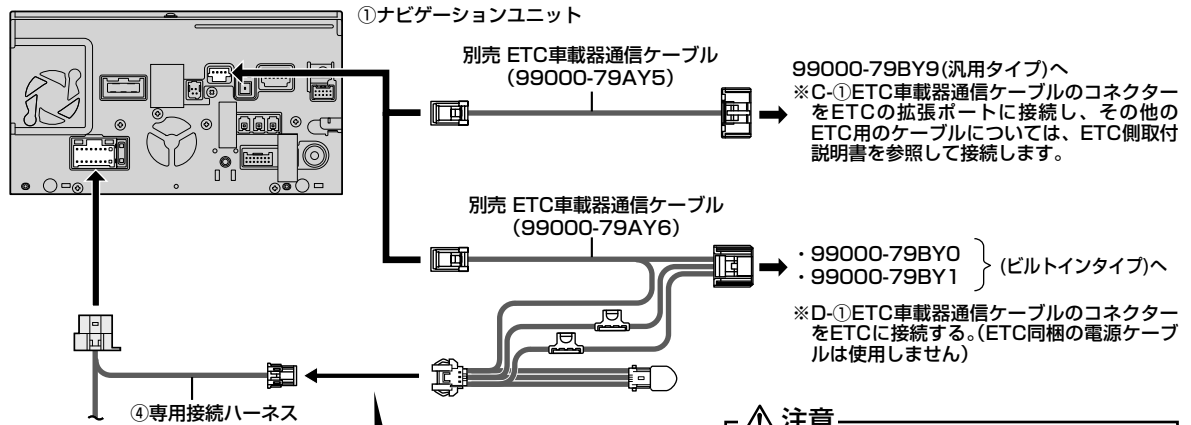 ①ナビゲーションユニット
別売 ETC車載器通信ケーブル
（99000-79AY5）
99000-79BY9(汎用タイプ)へ
※C-①ETC車載器通信ケーブルのコネクター
をETCの拡張ポートに接続し、その他の
ETC用のケーブルについては、ETC側取付
説明書を参照して接続します。
別売 ETC車載器通信ケーブル
（99000-79AY6）
・99000-79BY0
・99000-79BY1
(ビルトインタイプ)へ
※D-①ETC車載器通信ケーブルのコネクター
をETCに接続する。（ETC同梱の電源ケーブ
ルは使用しません）
④専用接続ハーネス
注意